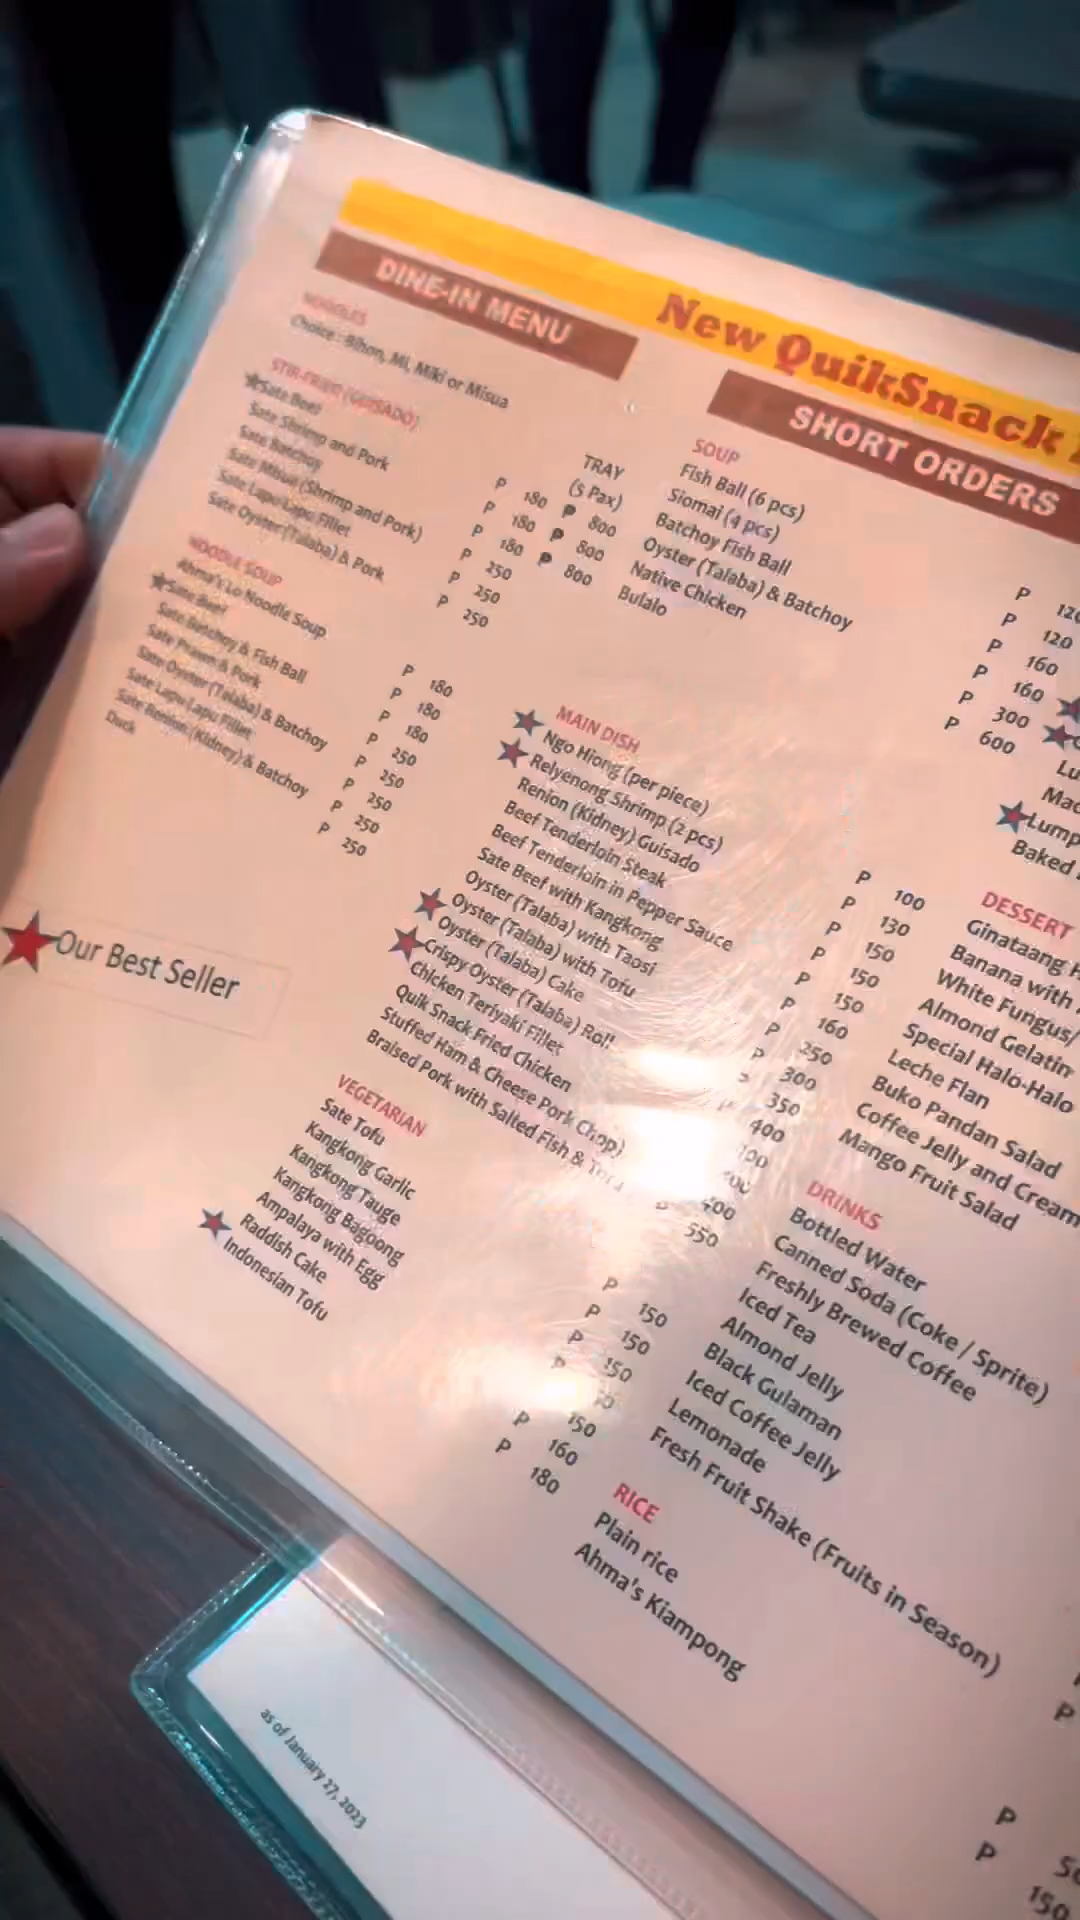 New QuikSnack
DINE-IN MENU
NOODLES
Choice : Bihon, Mi, Miki or Misua
STIR-FRIED (GUISADO)
Sate Beef
Sate Shrimp and Pork
Sate Batchoy
Sate Mbuii (Shrimp and Pork)
Sate Lapu-Lapu Fillet
Sate Oyster (Talaba) & Pork
TRAY
(5 Pax)
P 180 P 800
P 180 P 800
P 180 P 800
P 250
P 250
P 250
NOODLE SOUP
Ahma's Lo Noodle Soup
Sate Beef
Sate Batchoy & Fish Ball
Sate Prawn & Pork
Sate Oyster (Talaba) & Batchoy
Sate Lapu Lapu Fillet
Sate Renion (Kidney) & Batchoy
Duck
P 180
P 180
P 180
P 250
P 250
P 250
P 250
P 250
Our Best Seller
SHORT ORDERS
SOUP
Fish Ball (6 pcs)
Siomai (4 pcs)
Batchoy Fish Ball
Oyster (Talaba) & Batchoy
Native Chicken
Bulalo
P 120
P 120
P 160
P 160
P 300
P 600
MAIN DISH
Ngo Hiong (per piece)
Relyenong Shrimp (2 pcs)
Renion (Kidney) Guisado
Beef Tenderloin Steak
Beef Tenderloin in Pepper Sauce
Sate Beef with Kangkong
Oyster (Talaba) with Taosi
Oyster (Talaba) with Tofu
Oyster (Talaba) Cake
Crispy Oyster (Talaba) Roll
Chicken Teriyaki Fillet
Quik Snack Fried Chicken
Stuffed Ham & Cheese Pork Chop)
Braised Pork with Salted Fish &
P 100
P 130
P 150
P 150
P 150
P 160
P 250
300
350
400
400
550
VEGETARIAN
Sate Tofu
Kangkong Garlic
Kangkong Tauge
Kangkong Bagoong
Ampalaya with Egg
Raddish Cake
Indonesian Tofu
P 150
P 150
P 150
P
P 150
P 160
P 180
Baked
DESSERT
Ginataang
Banana with
White Fungus/
Almond Gelatin
Special Halo-Halo
Leche Flan
Buko Pandan Salad
Coffee Jelly and Cream
Mango Fruit Salad
DRINKS
Bottled Water
Canned Soda (Coke / Sprite)
Freshly Brewed Coffee
Iced Tea
Almond Jelly
Black Gulaman
Iced Coffee Jelly
Lemonade
Fresh Fruit Shake (Fruits in Season)
RICE
Plain rice
Ahma's Kiampong
P
P
P 150
as of January 27, 2023